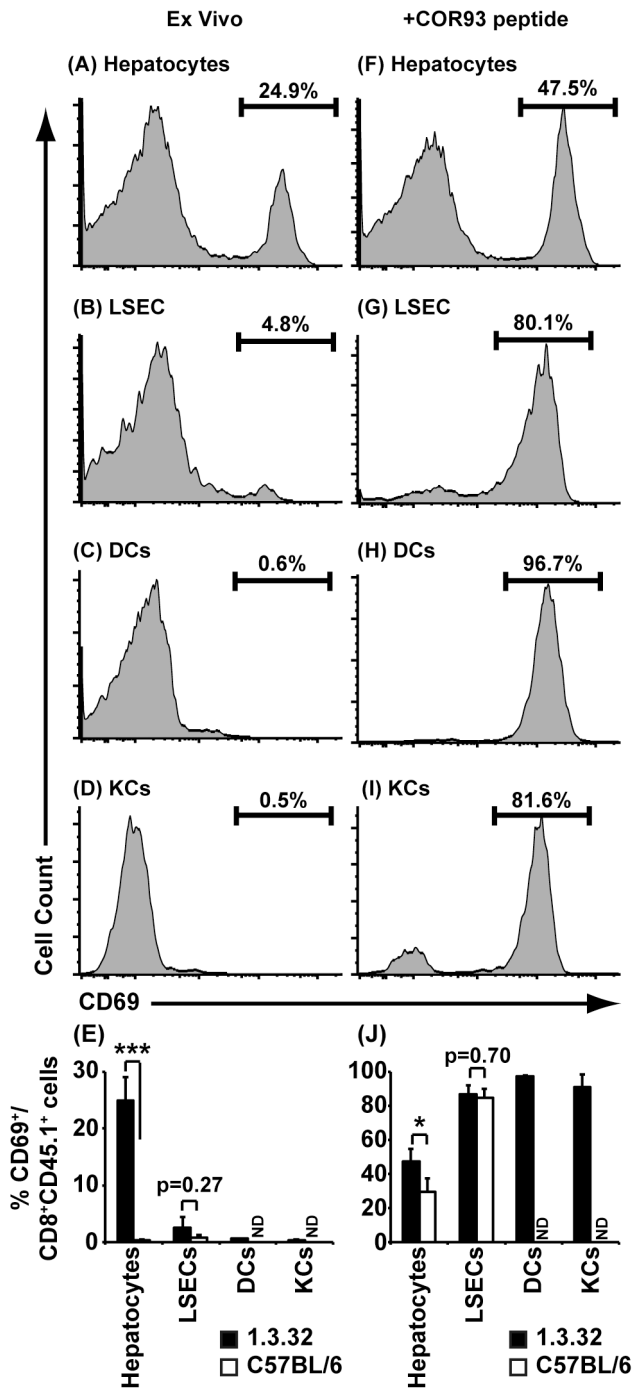 Ex Vivo
+COR93 peptide
(A) Hepatocytes
24.9%
(F) Hepatocytes
47.5%
(B) LSEC
4.8%
(G) LSEC
80.1%
(C) DCs
0.6%
(H) DCs
96.7%
(D) KCs
0.5%
(I) KCs
81.6%
Cell Count
CD69
(E)
% CD69+/
CD8+CD45.1+ cells
30
20
10
0
***
p=0.27
ND
ND
Hepatocytes
LSECs
DCs
KCs
1.3.32
C57BL/6
(J)
100
80
60
40
20
0
*
p=0.70
ND
ND
Hepatocytes
LSECs
DCs
KCs
1.3.32
C57BL/6